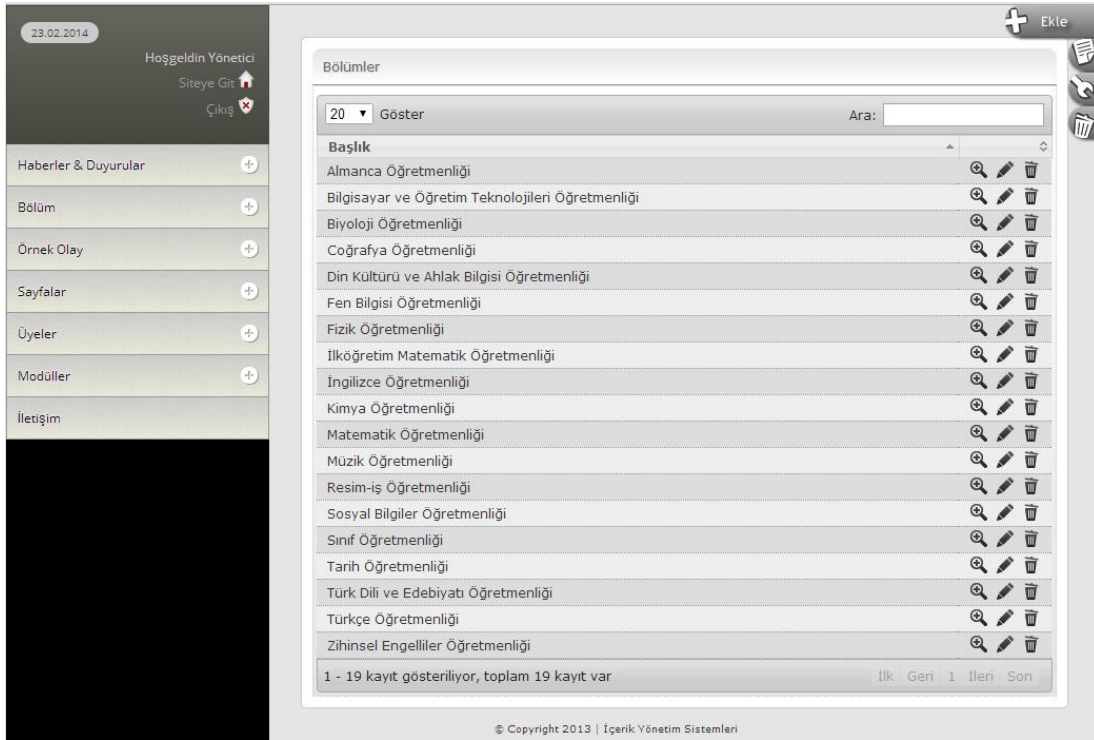 23.02.2014
Hoşgeldin Yönetici
Siteye Git
Çıkış
Haberler & Duyurular
Bölüm
Örnek Olay
Sayfalar
Üyeler
Modüller
İletişim
Ekle
Bölümler
20 Göster Ara:
Başlık
Almanca Öğretmenliği
Bilgisayar ve Öğretim Teknolojileri Öğretmenliği
Biyoloji Öğretmenliği
Coğrafya Öğretmenliği
Din Kültürü ve Ahlak Bilgisi Öğretmenliği
Fen Bilgisi Öğretmenliği
Fizik Öğretmenliği
İlköğretim Matematik Öğretmenliği
İngilizce Öğretmenliği
Kimya Öğretmenliği
Matematik Öğretmenliği
Müzik Öğretmenliği
Resim-iş Öğretmenliği
Sosyal Bilgiler Öğretmenliği
Sınıf Öğretmenliği
Tarih Öğretmenliği
Türk Dili ve Edebiyatı Öğretmenliği
Türkçe Öğretmenliği
Zihinsel Engelliler Öğretmenliği
1 - 19 kayıt gösteriliyor, toplam 19 kayıt var İlk Geri 1 İleri Son
© Copyright 2013 | İçerik Yönetim Sistemleri